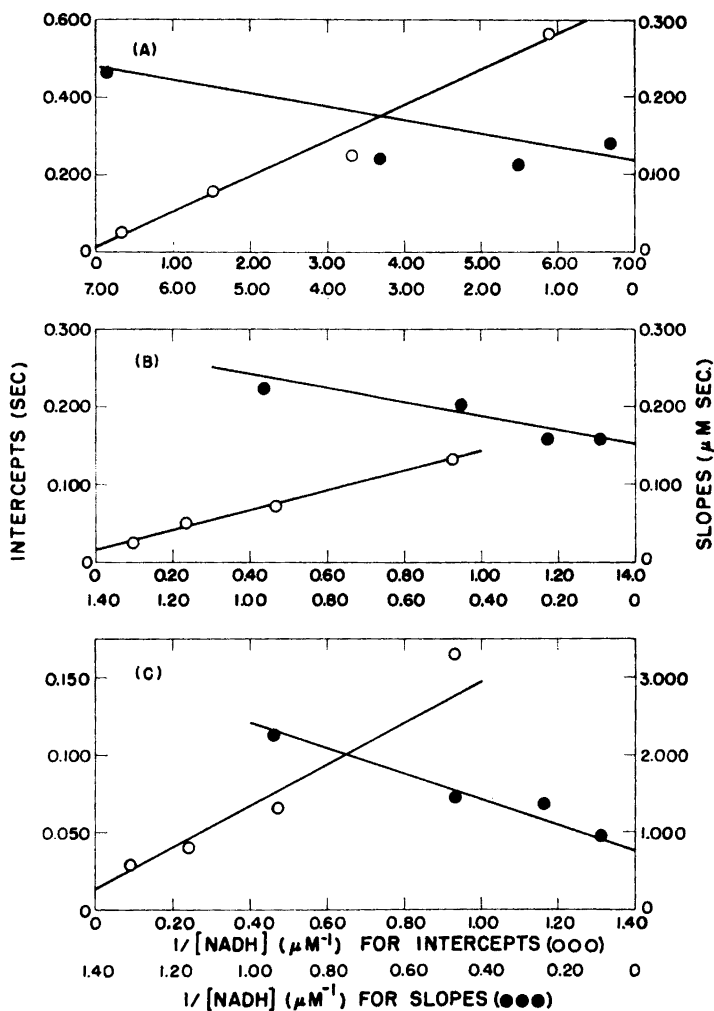 (A)
0.600
0.400
0.200
0
0.300
0.200
0.100
0
0 1.00 2.00 3.00 4.00 5.00 6.00 7.00
7.00 6.00 5.00 4.00 3.00 2.00 1.00 0
(B)
0.300
0.200
0.100
0
0.300
0.200
0.100
0
0 0.20 0.40 0.60 0.80 1.00 1.20 14.0
1.40 1.20 1.00 0.80 0.60 0.40 0.20 0
INTERCEPTS (SEC)
SLOPES (μM SEC.)
(C)
0.150
0.100
0.050
0
3.000
2.000
1.000
0
0 0.20 0.40 0.60 0.80 1.00 1.20 1.40
1/[NADH] (μM⁻¹) FOR INTERCEPTS (OOO)
1.40 1.20 1.00 0.80 0.60 0.40 0.20 0
1/[NADH] (μM⁻¹) FOR SLOPES (●●●)